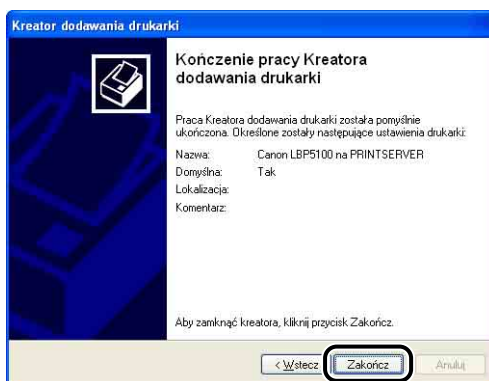 Kreator dodawania drukarki
Kończenie pracy Kreatora
dodawania drukarki
Praca Kreatora dodawania drukarki została pomyślnie
ukończona. Określone zostały następujące ustawienia drukarki:
Nazwa: Canon LBP5100 na PRINTSERVER
Domyślna: Tak
Lokalizacja:
Komentarz:
Aby zamknąć kreatora, kliknij przycisk Zakończ.
< Wstecz Zakończ Anuluj